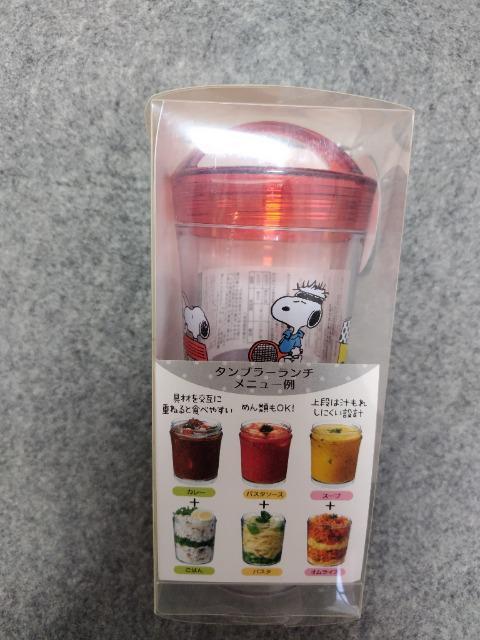 タンブラーランチ
メニュー例
具材を交互に
重ねると食べやすい
めん類もOK!
上段は汁もれ
しにくい設計
カレー
パスタソース
スープ
+
+
+
ごはん
パスタ
オムライス